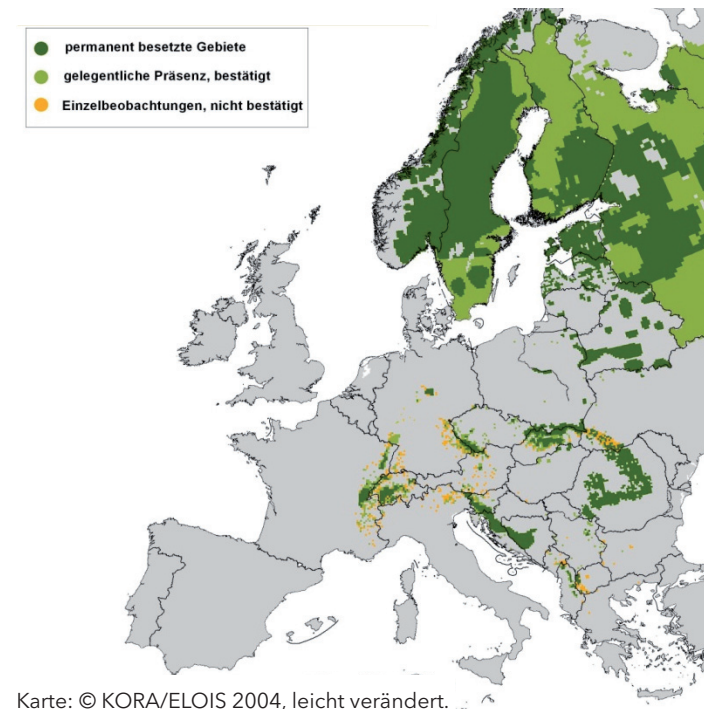 permanent besetzte Gebiete
gelegentliche Präsenz, bestätigt
Einzelbeobachtungen, nicht bestätigt
Karte: © KORA/ELOIS 2004, leicht verändert.